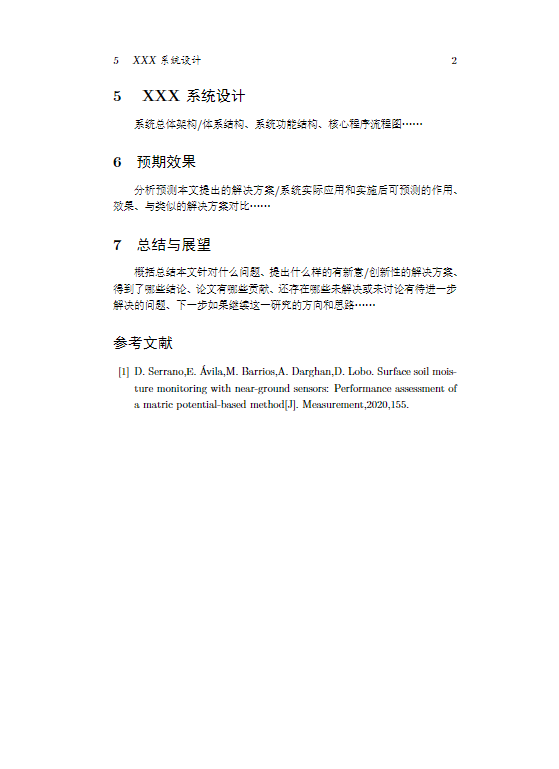 5 XXX 系统设计 2
5 XXX 系统设计
系统总体架构/体系结构、系统功能结构、核心程序流程图……
6 预期效果
分析预测本文提出的解决方案/系统实际应用和实施后可预测的作用、
效果、与类似的解决方案对比……
7 总结与展望
概括总结本文针对什么问题、提出什么样的有新意/创新性的解决方案、
得到了哪些结论、论文有哪些贡献、还存在哪些未解决或未讨论有待进一步
解决的问题、下一步如果继续这一研究的方向和思路……
参考文献
[1] D. Serrano,E. Ávila,M. Barrios,A. Darghan,D. Lobo. Surface soil mois-
ture monitoring with near-ground sensors: Performance assessment of
a matric potential-based method[J]. Measurement,2020,155.